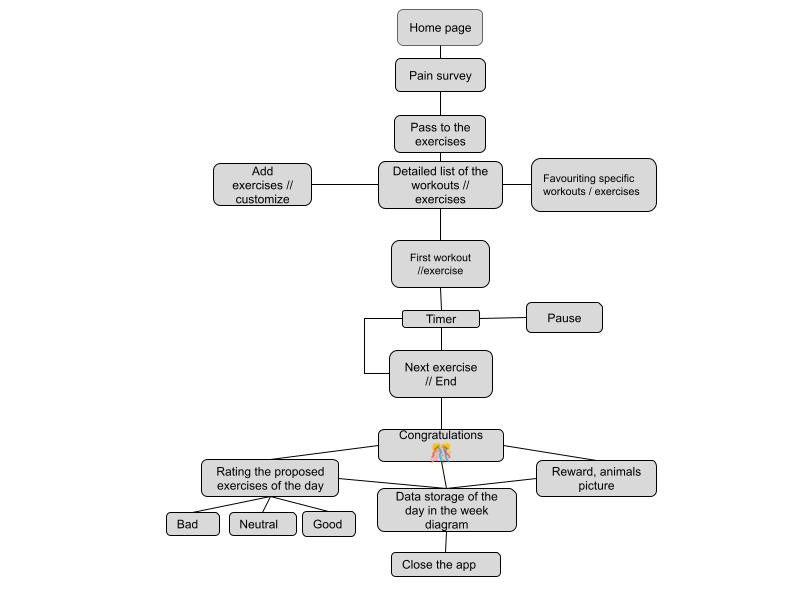 Home page
Pain survey
Pass to the
exercises
Add
exercises //
customize
Detailed list of the
workouts //
exercises
Favouriting specific
workouts / exercises
First workout
//exercise
Timer
Pause
Next exercise
// End
Congratulations
🎊
Rating the proposed
exercises of the day
Reward, animals
picture
Data storage of the
day in the week
diagram
Bad
Neutral
Good
Close the app